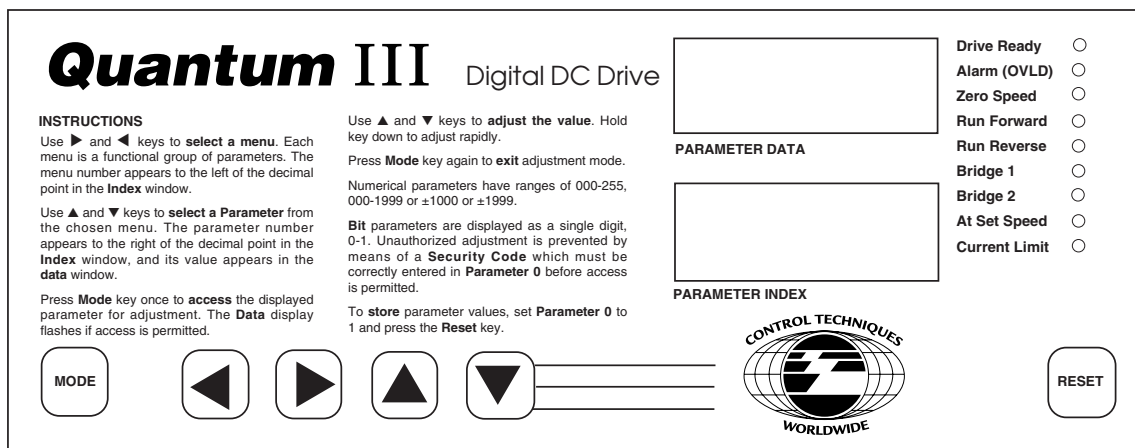 Quantum III Digital DC Drive
INSTRUCTIONS
Use ▶ and ◀ keys to select a menu. Each
menu is a functional group of parameters. The
menu number appears to the left of the decimal
point in the Index window.
Use ▲ and ▼ keys to select a Parameter from
the chosen menu. The parameter number
appears to the right of the decimal point in the
Index window, and its value appears in the
data window.
Press Mode key once to access the displayed
parameter for adjustment. The Data display
flashes if access is permitted.
Use ▲ and ▼ keys to adjust the value. Hold
key down to adjust rapidly.
Press Mode key again to exit adjustment mode.
Numerical parameters have ranges of 000-255,
000-1999 or ±1000 or ±1999.
Bit parameters are displayed as a single digit,
0-1. Unauthorized adjustment is prevented by
means of a Security Code which must be
correctly entered in Parameter 0 before access
is permitted.
To store parameter values, set Parameter 0 to
1 and press the Reset key.
PARAMETER DATA
PARAMETER INDEX
Drive Ready
Alarm (OVLD)
Zero Speed
Run Forward
Run Reverse
Bridge 1
Bridge 2
At Set Speed
Current Limit
MODE
CONTROL TECHNIQUES
WORLDWIDE
RESET